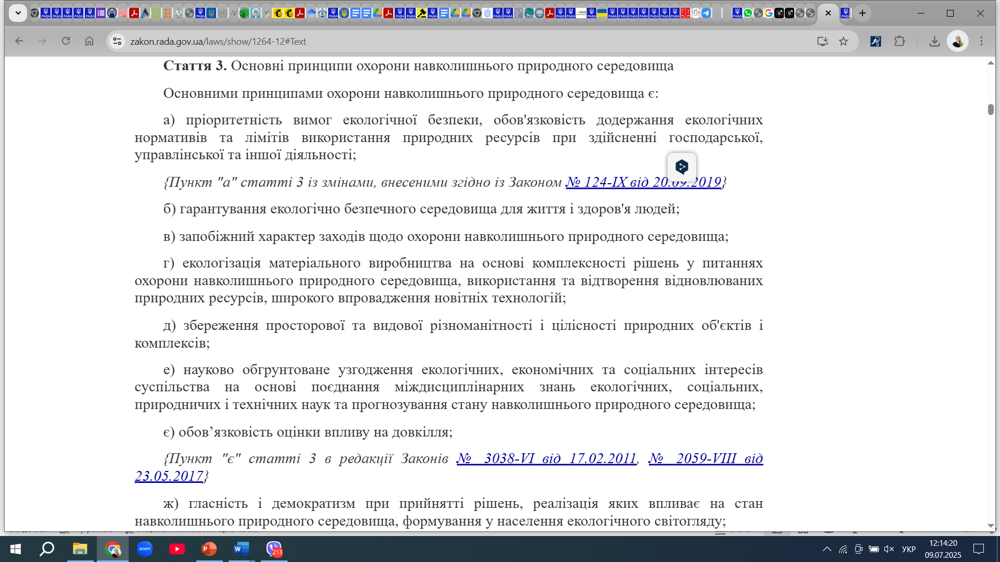 zakon.rada.gov.ua/laws/show/1264-12#Text
Стаття 3. Основні принципи охорони навколишнього природного середовища
Основними принципами охорони навколишнього природного середовища є:
а) пріоритетність вимог екологічної безпеки, обов'язковість додержання екологічних
нормативів та лімітів використання природних ресурсів при здійсненні господарської,
управлінської та іншої діяльності;
{Пункт "а" статті 3 із змінами, внесеними згідно із Законом № 124-IX від 20.09.2019}
б) гарантування екологічно безпечного середовища для життя і здоров'я людей;
в) запобіжний характер заходів щодо охорони навколишнього природного середовища;
г) екологізація матеріального виробництва на основі комплексності рішень у питаннях
охорони навколишнього природного середовища, використання та відтворення відновлюваних
природних ресурсів, широкого впровадження новітніх технологій;
д) збереження просторової та видової різноманітності і цілісності природних об'єктів і
комплексів;
е) науково обгрунтоване узгодження екологічних, економічних та соціальних інтересів
суспільства на основі поєднання міждисциплінарних знань екологічних, соціальних,
природничих і технічних наук та прогнозування стану навколишнього природного середовища;
є) обов’язковість оцінки впливу на довкілля;
{Пункт "є" статті 3 в редакції Законів № 3038-VI від 17.02.2011, № 2059-VIII від
23.05.2017}
ж) гласність і демократизм при прийнятті рішень, реалізація яких впливає на стан
навколишнього природного середовища, формування у населення екологічного світогляду;
zoom
213
УКР
12:14:20
09.07.2025